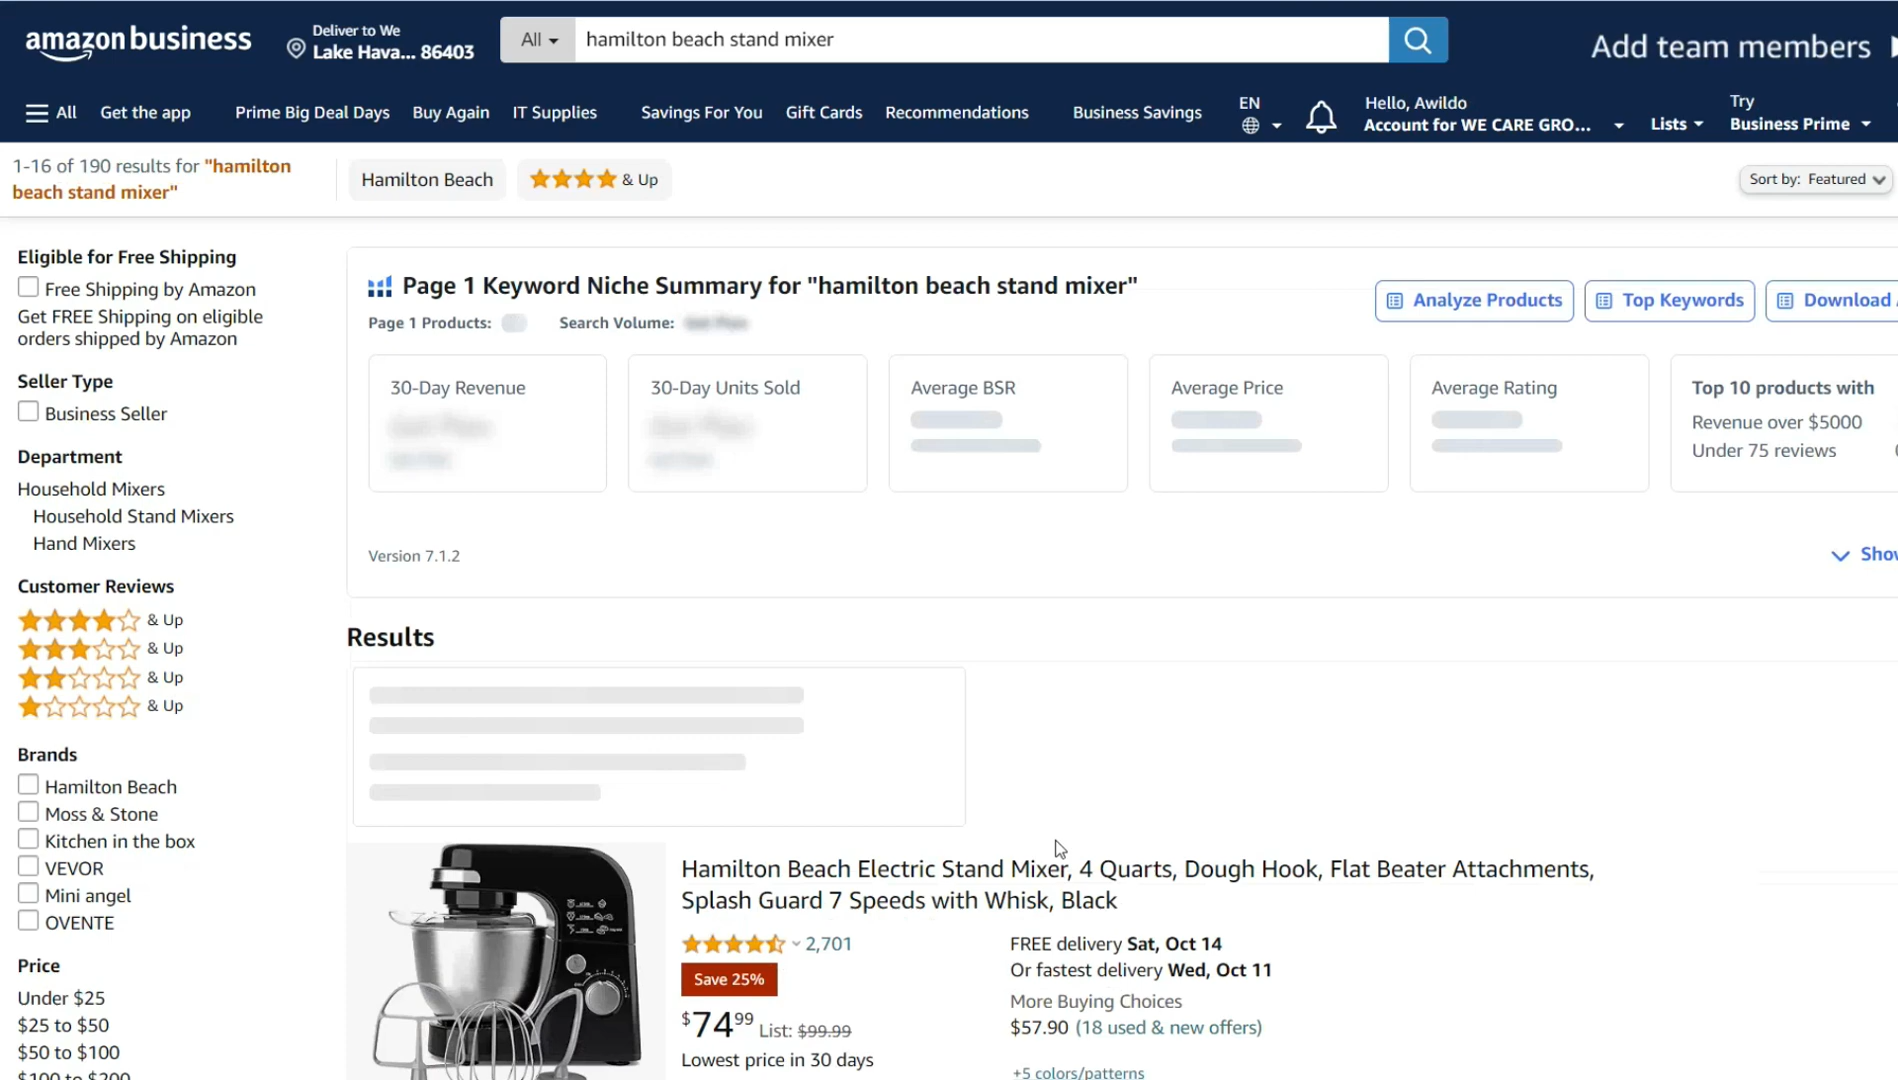 amazon business
Deliver to We
Lake Hava... 86403
All
hamilton beach stand mixer
Add team members
All
Get the app
Prime Big Deal Days
Buy Again
IT Supplies
Savings For You
Gift Cards
Recommendations
Business Savings
EN
Hello, Awildo
Account for WE CARE GRO...
Lists
Try
Business Prime
1-16 of 190 results for "hamilton
beach stand mixer"
Hamilton Beach
& Up
Sort by: Featured
Eligible for Free Shipping
Free Shipping by Amazon
Get FREE Shipping on eligible
orders shipped by Amazon
Seller Type
Business Seller
Department
Household Mixers
Household Stand Mixers
Hand Mixers
Customer Reviews
& Up
& Up
& Up
& Up
Brands
Hamilton Beach
Moss & Stone
Kitchen in the box
VEVOR
Mini angel
OVENTE
Price
Under $25
$25 to $50
$50 to $100
$100 to $200
Page 1 Keyword Niche Summary for "hamilton beach stand mixer"
Page 1 Products:
Search Volume:
Analyze Products
Top Keywords
Download
30-Day Revenue
30-Day Units Sold
Average BSR
Average Price
Average Rating
Top 10 products with
Revenue over $5000
Under 75 reviews
Version 7.1.2
Show
Results
Hamilton Beach Electric Stand Mixer, 4 Quarts, Dough Hook, Flat Beater Attachments,
Splash Guard 7 Speeds with Whisk, Black
2,701
Save 25%
$74.99 List: $99.99
Lowest price in 30 days
FREE delivery Sat, Oct 14
Or fastest delivery Wed, Oct 11
More Buying Choices
$57.90 (18 used & new offers)
+5 colors/patterns